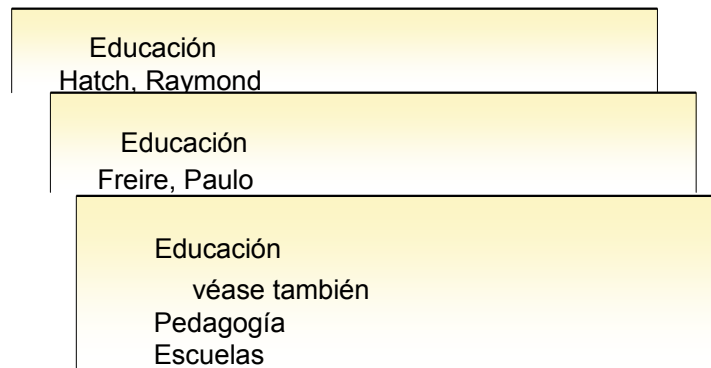 Educación
Hatch, Raymond
Educación
Freire, Paulo
Educación
véase también
Pedagogía
Escuelas